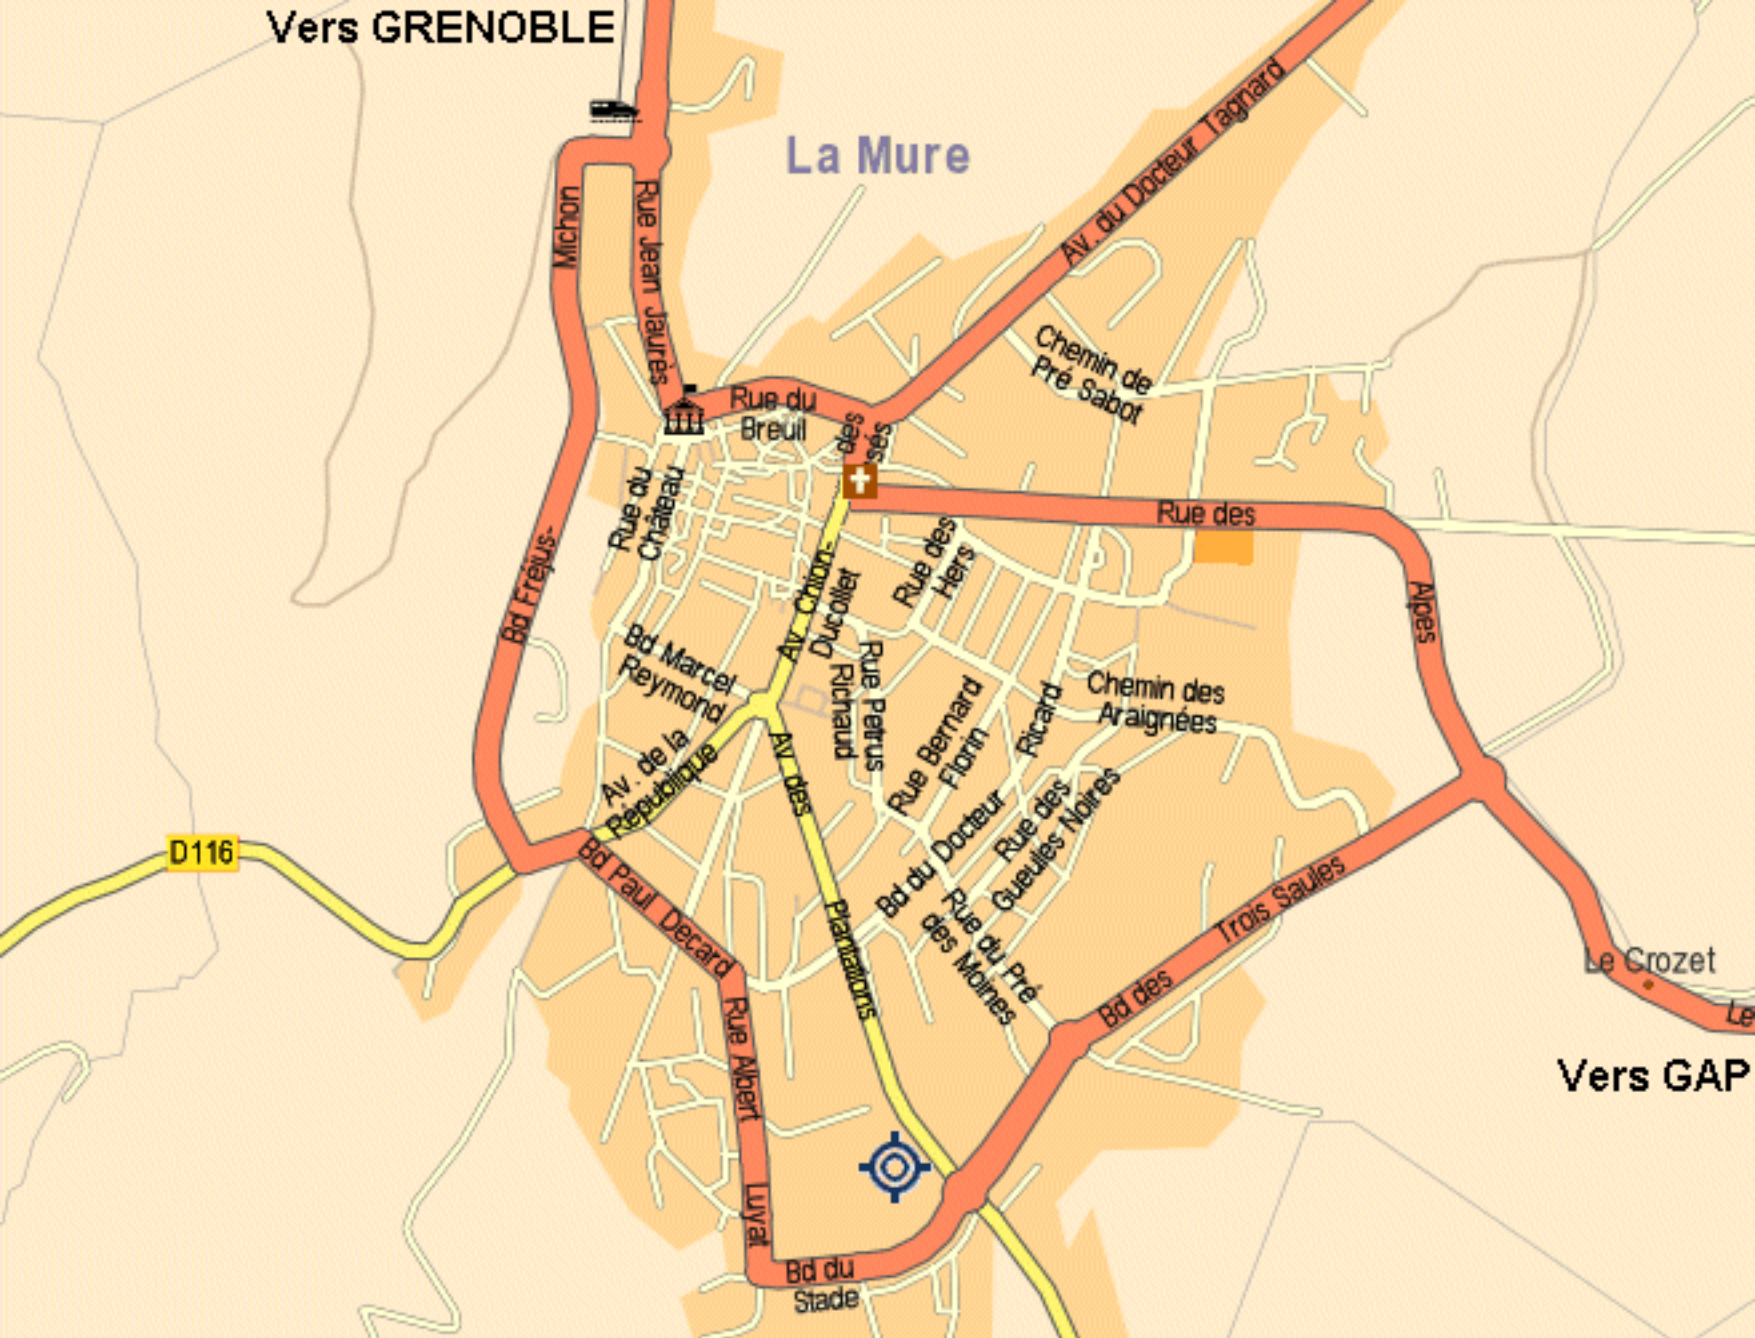 Vers GRENOBLE
La Mure
Av. du Docteur Tagnard
Michon
Rue Jean Jaurés
Chemin de
Pré Sabot
Rue du
Breuil
des
sés
Rue du
Château
Rue des
Bd Fréjus-
Av. Chion-
Ducollet
Rue des
Hers
Alpes
Bd Marcel
Reymond
Rue Petrus
Richaud
Chemin des
Araignées
Rue Bernard
Florin
Ricard
Av. de la
République
Av. des
Plantations
Bd du Docteur
Rue des
Gueules Noires
D116
Bd Paul Decard
Rue du Pré
des Moines
Trois Saules
Bd des
Le Crozet
Le
Rue Albert
Luyat
Vers GAP
Bd du
Stade